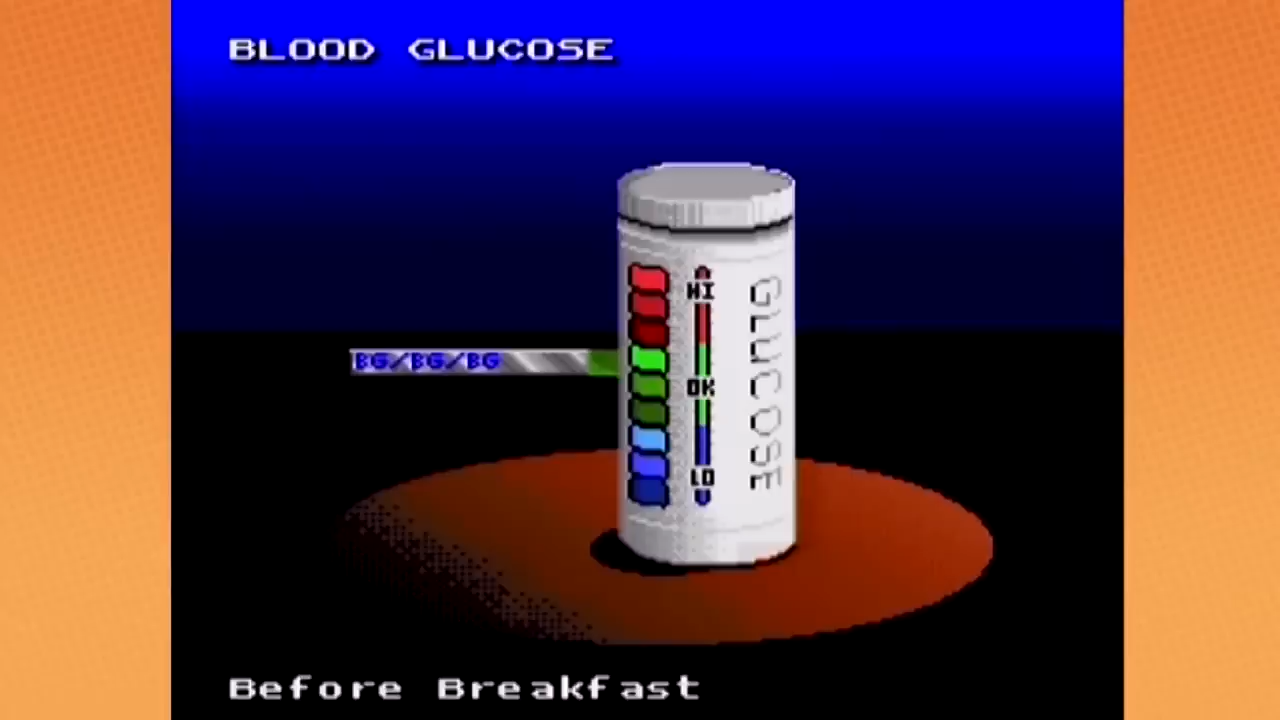 BLOOD GLUCOSE
HI
GLUCOSE
BG/BG/BG
OK
LO
Before Breakfast